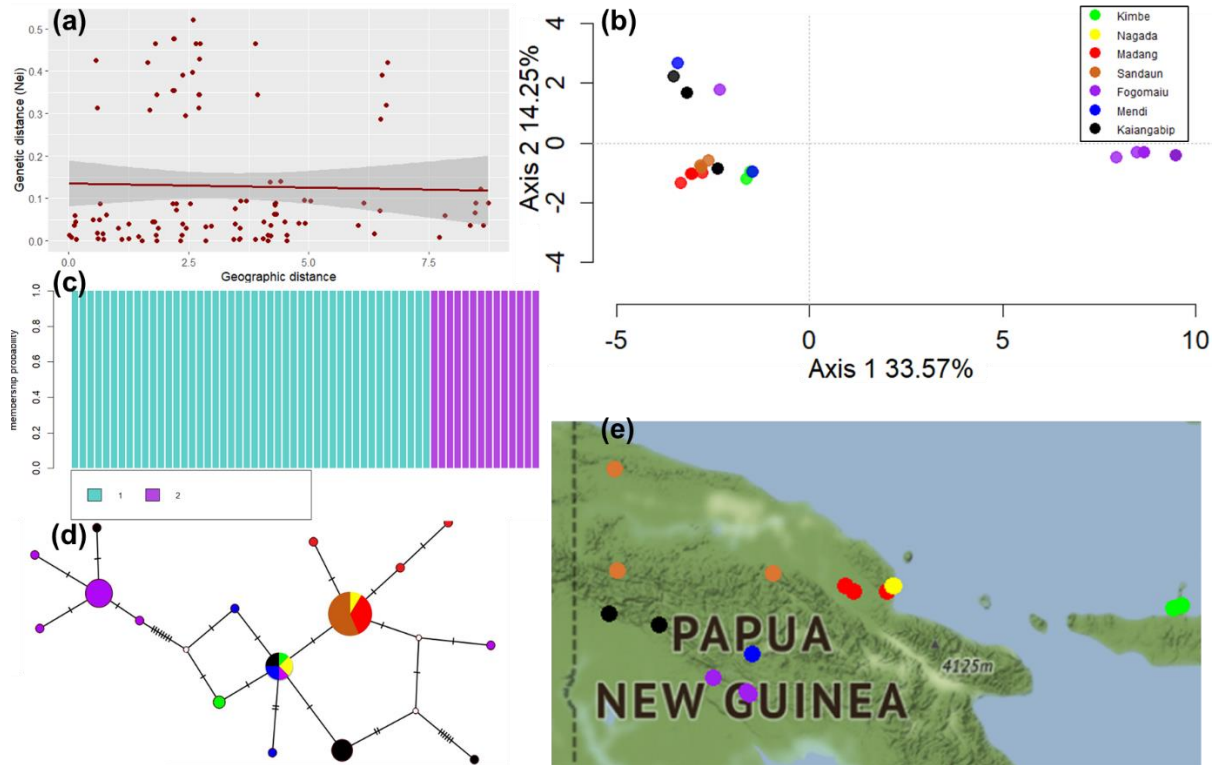 (a)
0.5
0.4
0.3
0.2
0.1
0.0
Genetic distance (Nei)
0.0
2.5
5.0
7.5
Geographic distance
(b)
4
2
0
-2
-4
Axis 2 14.25%
-5
0
5
10
Axis 1 33.57%
Kimbe
Nagada
Madang
Sandaun
Fogomaiu
Mendi
Kaiangabip
(c)
1.0
0.8
0.6
0.4
0.2
0.0
membership probability
1
2
(d)
(e)
PAPUA
NEW GUINEA
4125m